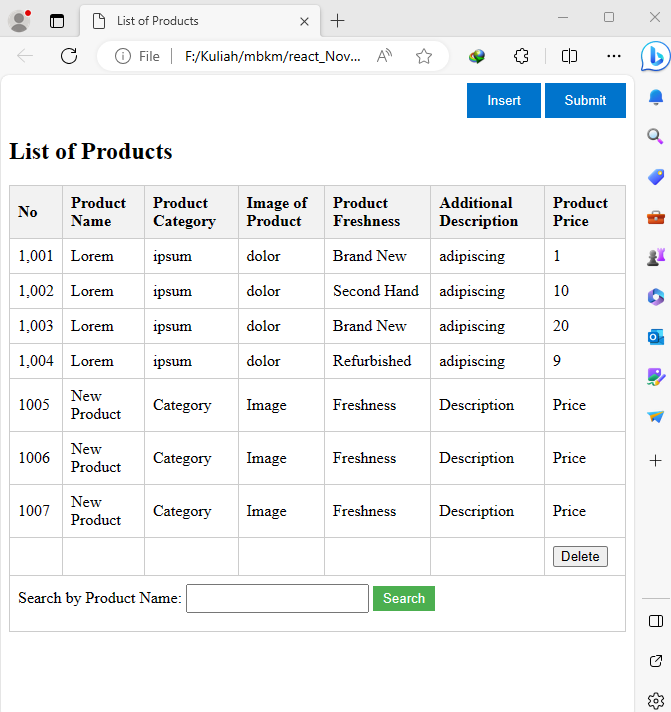 List of Products
File
F:/Kuliah/mbkm/react_Nov...
Insert
Submit
List of Products
No
Product
Name
Product
Category
Image of
Product
Product
Freshness
Additional
Description
Product
Price
1,001 Lorem ipsum dolor Brand New adipiscing 1
1,002 Lorem ipsum dolor Second Hand adipiscing 10
1,003 Lorem ipsum dolor Brand New adipiscing 20
1,004 Lorem ipsum dolor Refurbished adipiscing 9
1005
New
Product
Category Image Freshness Description Price
1006
New
Product
Category Image Freshness Description Price
1007
New
Product
Category Image Freshness Description Price
Delete
Search by Product Name:
Search